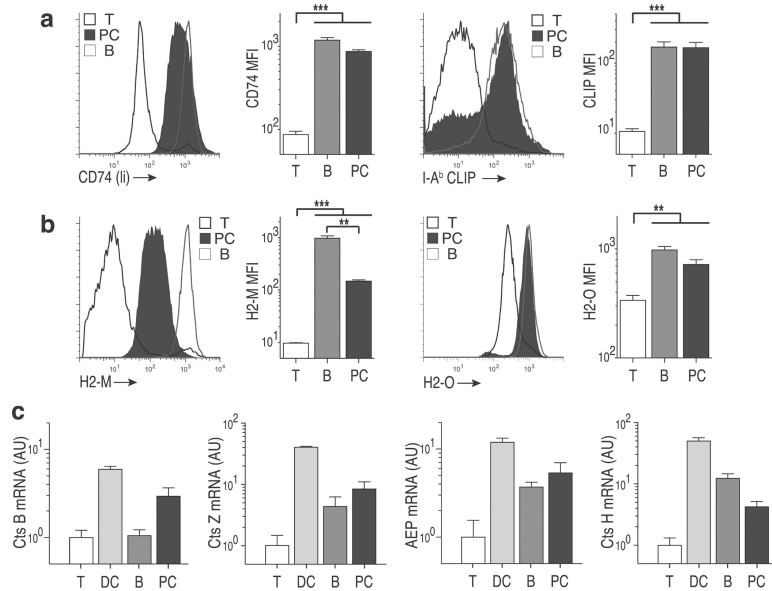 a
T
PC
B
10¹ 10² 10³
CD74 (Ii)
***
CD74 MFI
10³
10²
T B PC
T
PC
B
10¹ 10² 10³
I-Aᵇ CLIP
***
CLIP MFI
10²
10¹
T B PC
b
T
PC
B
10¹ 10² 10³ 10⁴
H2-M
***
**
H2-M MFI
10³
10²
10¹
T B PC
T
PC
B
10¹ 10² 10³
H2-O
**
H2-O MFI
10³
10²
T B PC
c
Cts B mRNA (AU)
10¹
10⁰
T DC B PC
Cts Z mRNA (AU)
10²
10¹
10⁰
T DC B PC
AEP mRNA (AU)
10¹
10⁰
T DC B PC
Cts H mRNA (AU)
10²
10¹
10⁰
T DC B PC